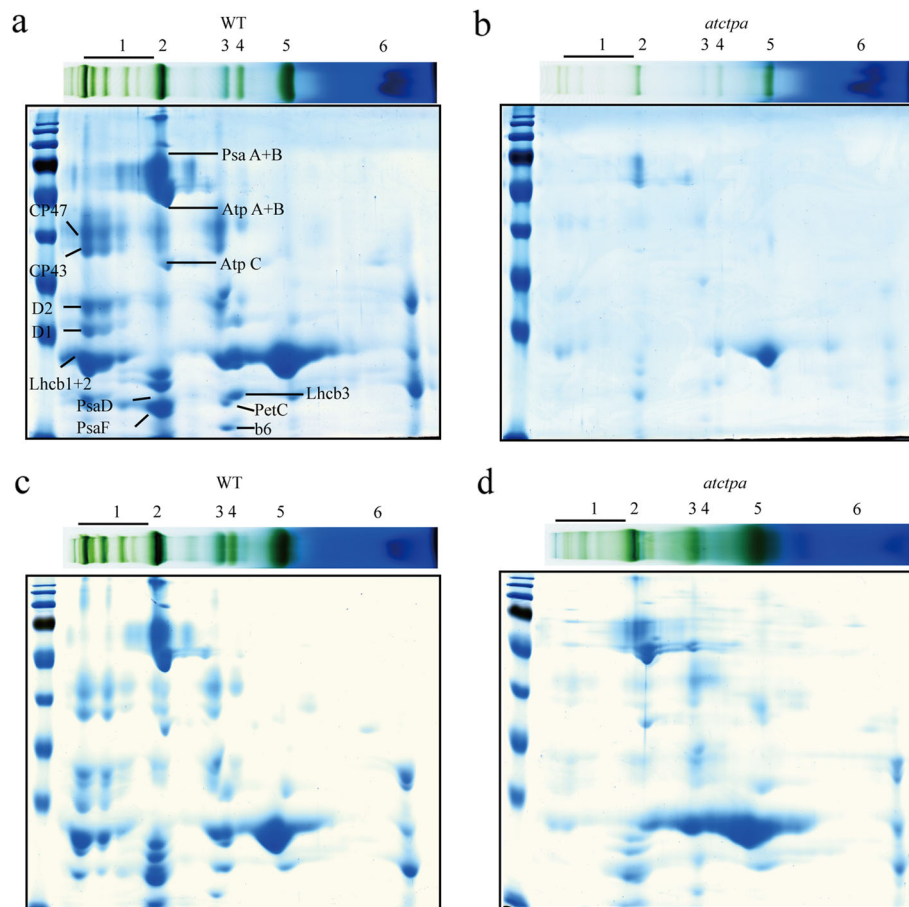 a
WT
1 2 3 4 5 6
Psa A+B
Atp A+B
CP47
Atp C
CP43
D2
D1
Lhcb1+2
Lhcb3
PsaD
PetC
PsaF
b6
b
atctpa
1 2 3 4 5 6
c
WT
1 2 3 4 5 6
d
atctpa
1 2 3 4 5 6